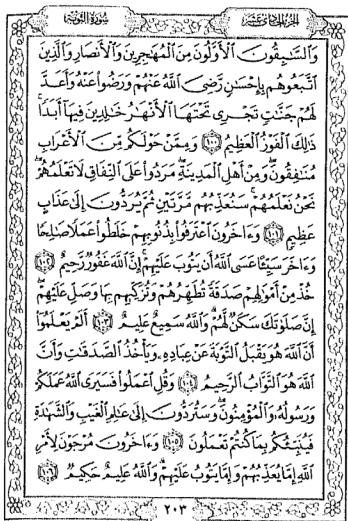 سورة التوبة الجزء الحادى عشر
وَالسَّٰبِقُونَ الْأَوَّلُونَ مِنَ الْمُهَٰجِرِينَ وَالْأَنصَارِ وَالَّذِينَ
اتَّبَعُوهُم بِإِحْسَٰنٍ رَّضِىَ اللَّهُ عَنْهُمْ وَرَضُوا۟ عَنْهُ وَأَعَدَّ
لَهُمْ جَنَّٰتٍ تَجْرِى تَحْتَهَا الْأَنْهَٰرُ خَٰلِدِينَ فِيهَآ أَبَدًا ۚ
ذَٰلِكَ الْفَوْزُ الْعَظِيمُ ١٠٠ وَمِمَّنْ حَوْلَكُم مِّنَ الْأَعْرَابِ
مُنَٰفِقُونَ ۖ وَمِنْ أَهْلِ الْمَدِينَةِ ۖ مَرَدُوا۟ عَلَى النِّفَاقِ لَا تَعْلَمُهُمْ ۖ
نَحْنُ نَعْلَمُهُمْ ۚ سَنُعَذِّبُهُم مَّرَّتَيْنِ ثُمَّ يُرَدُّونَ إِلَىٰ عَذَابٍ
عَظِيمٍ ١٠١ وَءَاخَرُونَ اعْتَرَفُوا۟ بِذُنُوبِهِمْ خَلَطُوا۟ عَمَلًا صَٰلِحًا
وَءَاخَرَ سَيِّئًا عَسَى اللَّهُ أَن يَتُوبَ عَلَيْهِمْ ۚ إِنَّ اللَّهَ غَفُورٌ رَّحِيمٌ ١٠٢
خُذْ مِنْ أَمْوَٰلِهِمْ صَدَقَةً تُطَهِّرُهُمْ وَتُزَكِّيهِم بِهَا وَصَلِّ عَلَيْهِمْ ۖ
إِنَّ صَلَوٰتَكَ سَكَنٌ لَّهُمْ ۗ وَاللَّهُ سَمِيعٌ عَلِيمٌ ١٠٣ أَلَمْ يَعْلَمُوٓا۟
أَنَّ اللَّهَ هُوَ يَقْبَلُ التَّوْبَةَ عَنْ عِبَادِهِۦ وَيَأْخُذُ الصَّدَقَٰتِ وَأَنَّ
اللَّهَ هُوَ التَّوَّابُ الرَّحِيمُ ١٠٤ وَقُلِ اعْمَلُوا۟ فَسَيَرَى اللَّهُ عَمَلَكُمْ
وَرَسُولُهُۥ وَالْمُؤْمِنُونَ ۖ وَسَتُرَدُّونَ إِلَىٰ عَٰلِمِ الْغَيْبِ وَالشَّهَٰدَةِ
فَيُنَبِّئُكُم بِمَا كُنتُمْ تَعْمَلُونَ ١٠٥ وَءَاخَرُونَ مُرْجَوْنَ لِأَمْرِ
اللَّهِ إِمَّا يُعَذِّبُهُمْ وَإِمَّا يَتُوبُ عَلَيْهِمْ ۗ وَاللَّهُ عَلِيمٌ حَكِيمٌ ١٠٦
٢٠٣